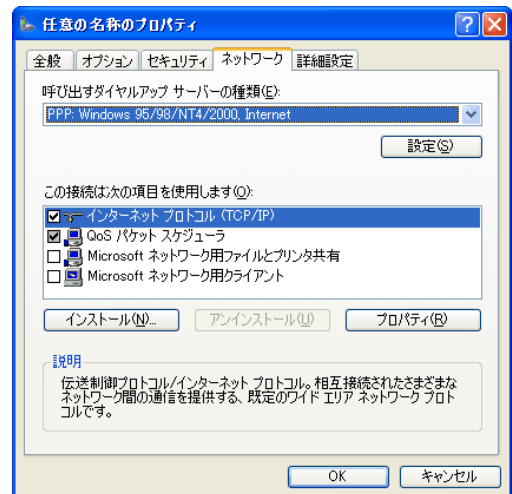 任意の名称のプロパティ
全般 オプション セキュリティ ネットワーク 詳細設定
呼び出すダイヤルアップ サーバーの種類(E):
PPP: Windows 95/98/NT4/2000, Internet
設定(S)
この接続は次の項目を使用します(O):
インターネット プロトコル (TCP/IP)
QoS パケット スケジューラ
Microsoft ネットワーク用ファイルとプリンタ共有
Microsoft ネットワーク用クライアント
インストール(N)... アンインストール(U) プロパティ(R)
説明
伝送制御プロトコル/インターネット プロトコル。相互接続されたさまざまな
ネットワーク間の通信を提供する、既定のワイド エリア ネットワーク プロト
コルです。
OK キャンセル